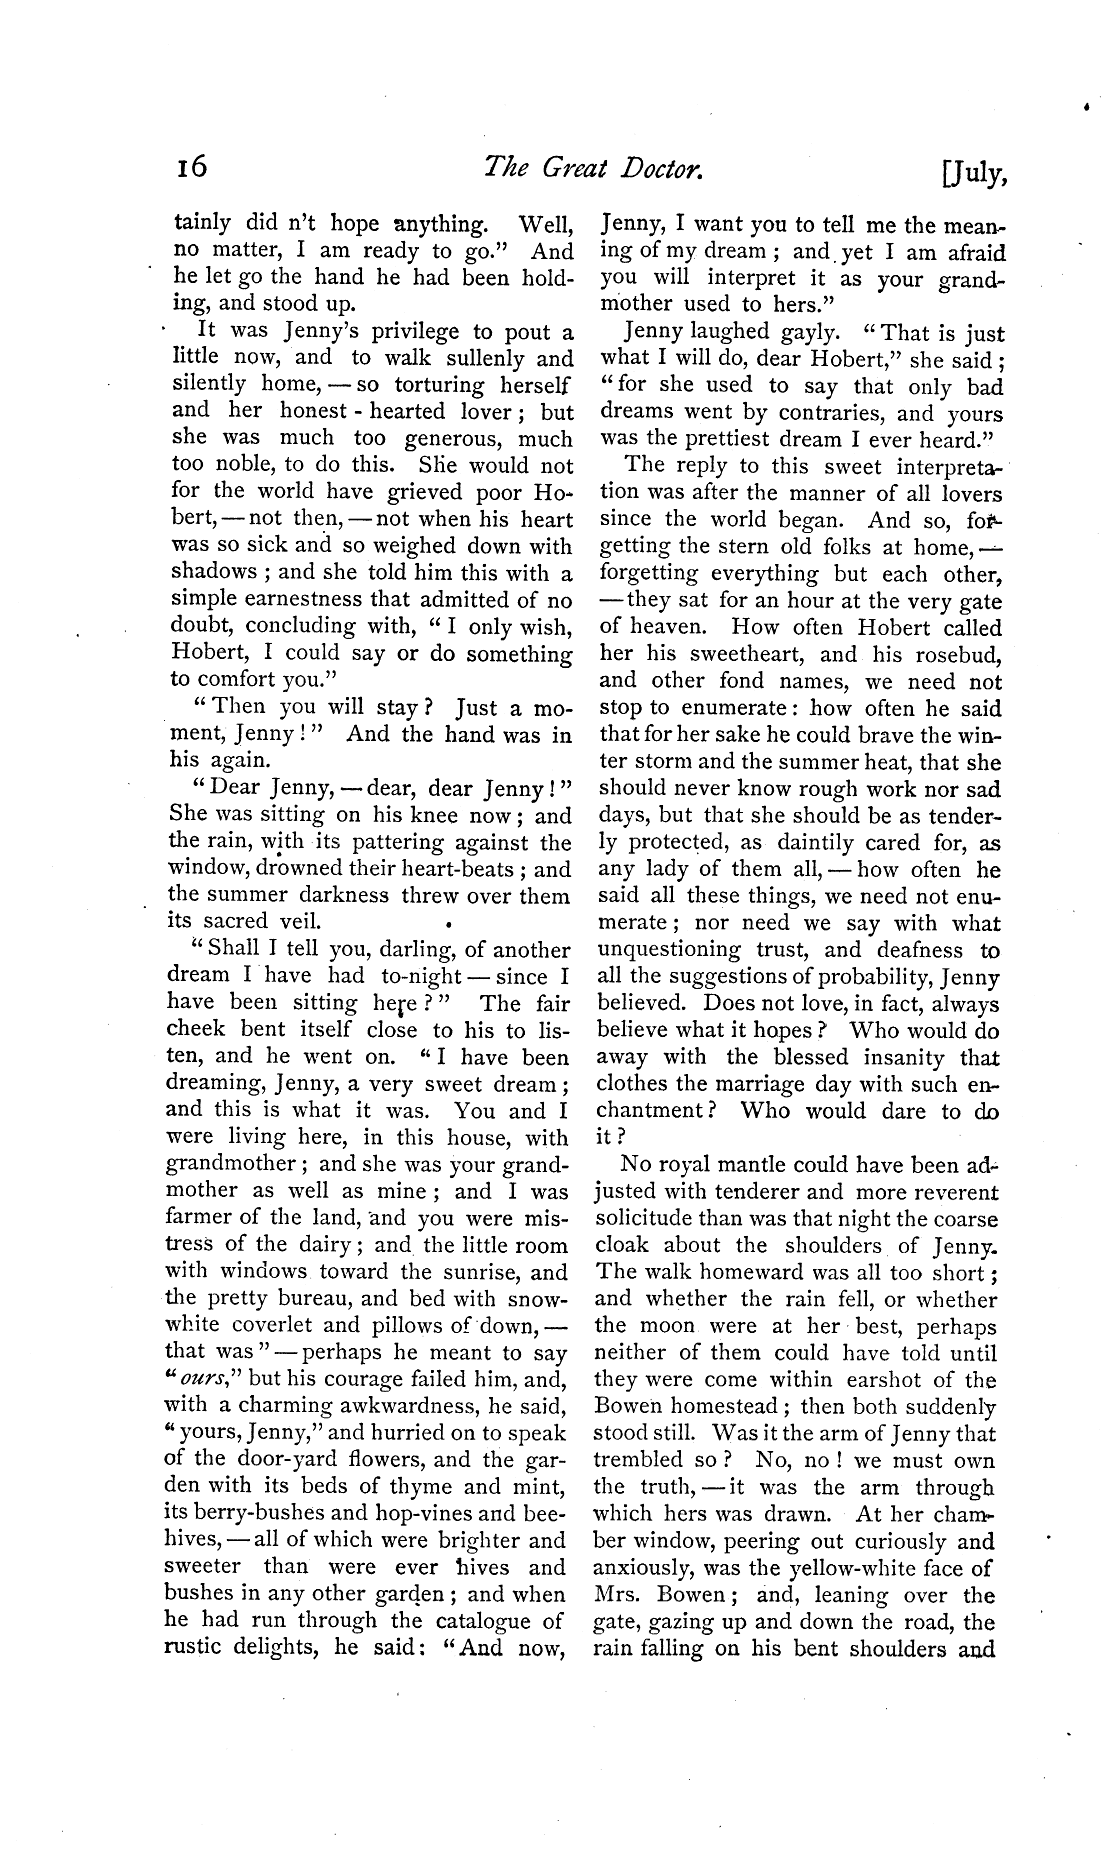 16 The Great Doctor. [July,
tainly did n't hope anything. Well,
no matter, I am ready to go.” And
he let go the hand he had been hold-
ing, and stood up.
It was Jenny's privilege to pout a
little now, and to walk sullenly and
silently home, — so torturing herself
and her honest - hearted lover ; but
she was much too generous, much
too noble, to do this. She would not
for the world have grieved poor Ho-
bert, — not then, — not when his heart
was so sick and so weighed down with
shadows ; and she told him this with a
simple earnestness that admitted of no
doubt, concluding with, “ I only wish,
Hobert, I could say or do something
to comfort you.”
“ Then you will stay ? Just a mo-
ment, Jenny ! ” And the hand was in
his again.
“ Dear Jenny, — dear, dear Jenny ! ”
She was sitting on his knee now ; and
the rain, with its pattering against the
window, drowned their heart-beats ; and
the summer darkness threw over them
its sacred veil.
“ Shall I tell you, darling, of another
dream I have had to-night — since I
have been sitting here ? ” The fair
cheek bent itself close to his to lis-
ten, and he went on. “ I have been
dreaming, Jenny, a very sweet dream ;
and this is what it was. You and I
were living here, in this house, with
grandmother ; and she was your grand-
mother as well as mine ; and I was
farmer of the land, and you were mis-
tress of the dairy ; and the little room
with windows toward the sunrise, and
the pretty bureau, and bed with snow-
white coverlet and pillows of down, —
that was ” — perhaps he meant to say
“ ours,” but his courage failed him, and,
with a charming awkwardness, he said,
“ yours, Jenny,” and hurried on to speak
of the door-yard flowers, and the gar-
den with its beds of thyme and mint,
its berry-bushes and hop-vines and bee-
hives, — all of which were brighter and
sweeter than were ever hives and
bushes in any other garden ; and when
he had run through the catalogue of
rustic delights, he said : “ And now,
Jenny, I want you to tell me the mean-
ing of my dream ; and yet I am afraid
you will interpret it as your grand-
mother used to hers.”
Jenny laughed gayly. “ That is just
what I will do, dear Hobert,” she said ;
“ for she used to say that only bad
dreams went by contraries, and yours
was the prettiest dream I ever heard.”
The reply to this sweet interpreta-
tion was after the manner of all lovers
since the world began. And so, for-
getting the stern old folks at home, —
forgetting everything but each other,
— they sat for an hour at the very gate
of heaven. How often Hobert called
her his sweetheart, and his rosebud,
and other fond names, we need not
stop to enumerate : how often he said
that for her sake he could brave the win-
ter storm and the summer heat, that she
should never know rough work nor sad
days, but that she should be as tender-
ly protected, as daintily cared for, as
any lady of them all, — how often he
said all these things, we need not enu-
merate ; nor need we say with what
unquestioning trust, and deafness to
all the suggestions of probability, Jenny
believed. Does not love, in fact, always
believe what it hopes ? Who would do
away with the blessed insanity that
clothes the marriage day with such en-
chantment ? Who would dare to do
it ?
No royal mantle could have been ad-
justed with tenderer and more reverent
solicitude than was that night the coarse
cloak about the shoulders of Jenny.
The walk homeward was all too short ;
and whether the rain fell, or whether
the moon were at her best, perhaps
neither of them could have told until
they were come within earshot of the
Bowen homestead ; then both suddenly
stood still. Was it the arm of Jenny that
trembled so ? No, no ! we must own
the truth, — it was the arm through
which hers was drawn. At her cham-
ber window, peering out curiously and
anxiously, was the yellow-white face of
Mrs. Bowen ; and, leaning over the
gate, gazing up and down the road, the
rain falling on his bent shoulders and